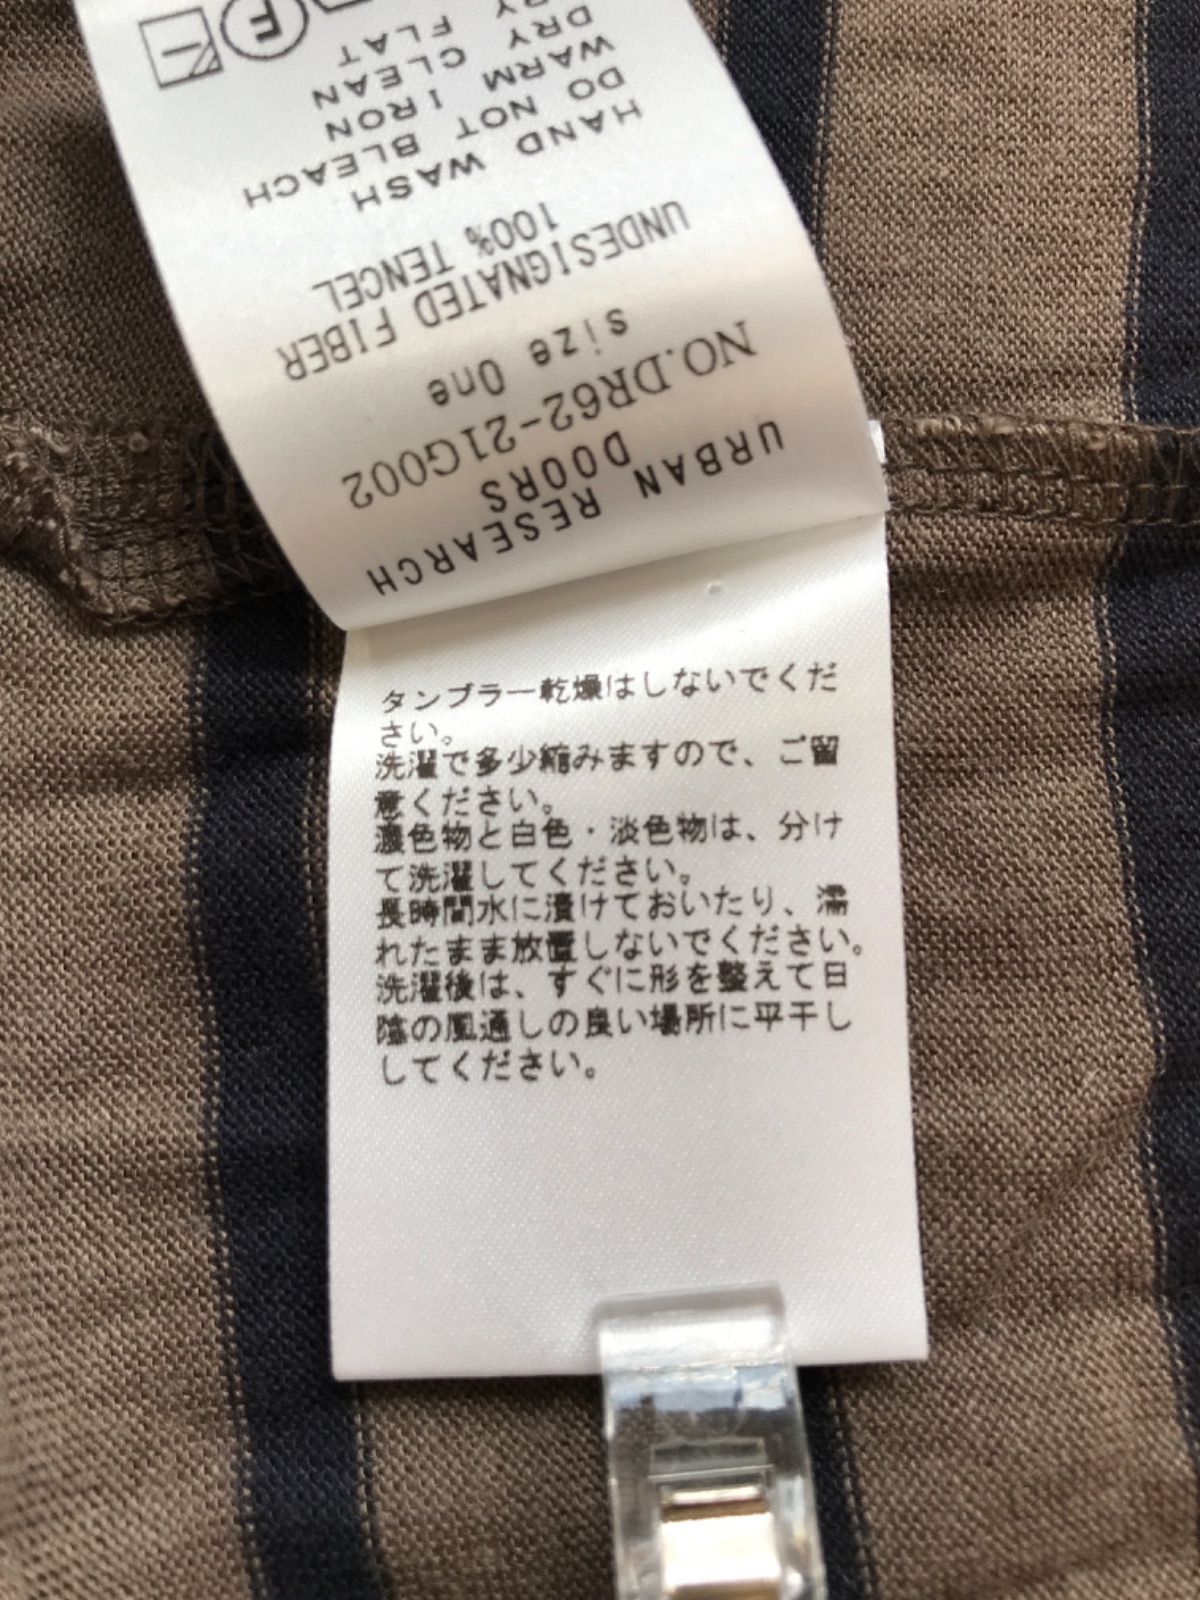 URBAN RESEARCH
DOORS
NO.DR62-21G002
size One
UNDESIGNATED FIBER
100% TENCEL
HAND WASH
DO NOT BLEACH
WARM IRON
DRY CLEAN
FLAT
F
タンブラー乾燥はしないでくだ
さい。
洗濯で多少縮みますので、ご留
意ください。
濃色物と白色・淡色物は、分け
て洗濯してください。
長時間水に漬けておいたり、濡
れたまま放置しないでください。
洗濯後は、すぐに形を整えて日
陰の風通しの良い場所に平干し
してください。